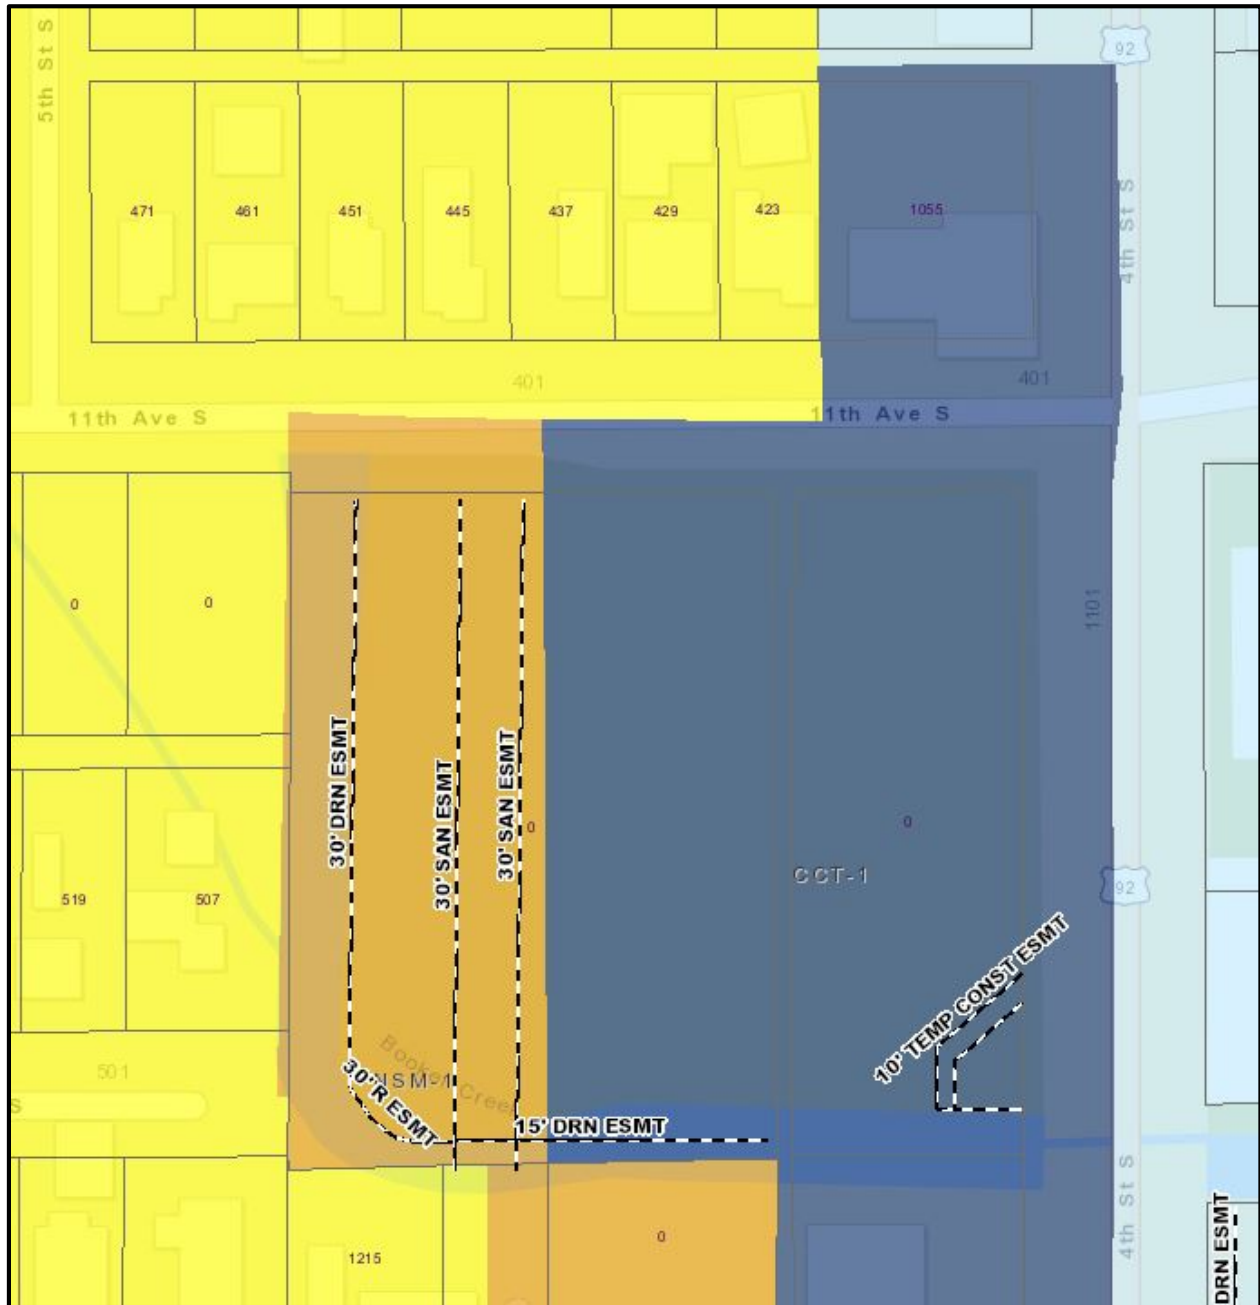 5th St S
92
4th St S
471
461
451
445
437
429
423
1055
401
401
11th Ave S
11th Ave S
0
0
1101
30' DRN ESMT
30' SAN ESMT
30' SAN ESMT
0
0
CCT-1
92
519
507
10' TEMP CONST ESMT
501
Booker Creek
NSM-1
30' R ESMT
15' DRN ESMT
S
4th St S
1215
0
DRN ESMT